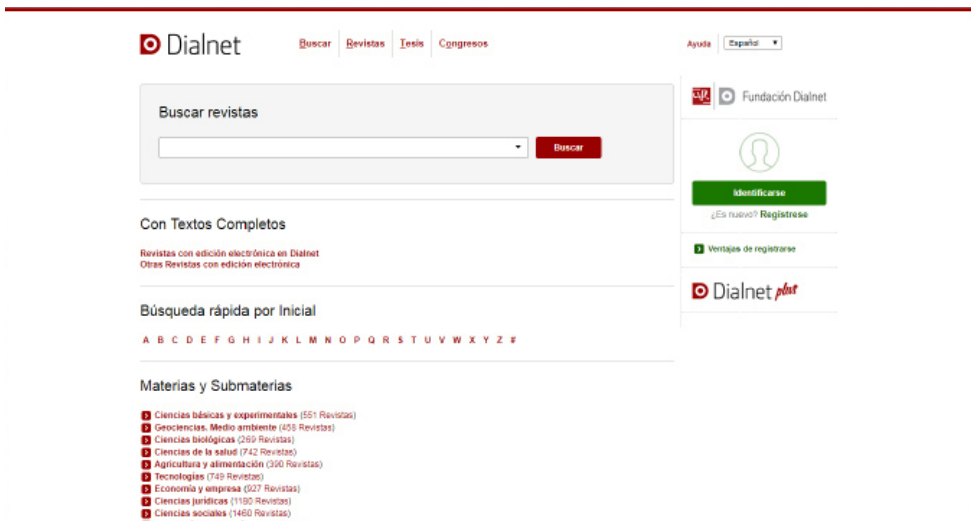 Dialnet
Buscar Revistas Tesis Congresos
Ayuda Español
Buscar revistas
Buscar
Fundación Dialnet
Identificarse
¿Es nuevo? Regístrese
Ventajas de registrarse
Dialnet plus
Con Textos Completos
Revistas con edición electrónica en Dialnet
Otras Revistas con edición electrónica
Búsqueda rápida por Inicial
A B C D E F G H I J K L M N O P Q R S T U V W X Y Z #
Materias y Submaterias
Ciencias básicas y experimentales (551 Revistas)
Geociencias. Medio ambiente (458 Revistas)
Ciencias biológicas (269 Revistas)
Ciencias de la salud (742 Revistas)
Agricultura y alimentación (390 Revistas)
Tecnologías (749 Revistas)
Economía y empresa (927 Revistas)
Ciencias jurídicas (1180 Revistas)
Ciencias sociales (1460 Revistas)